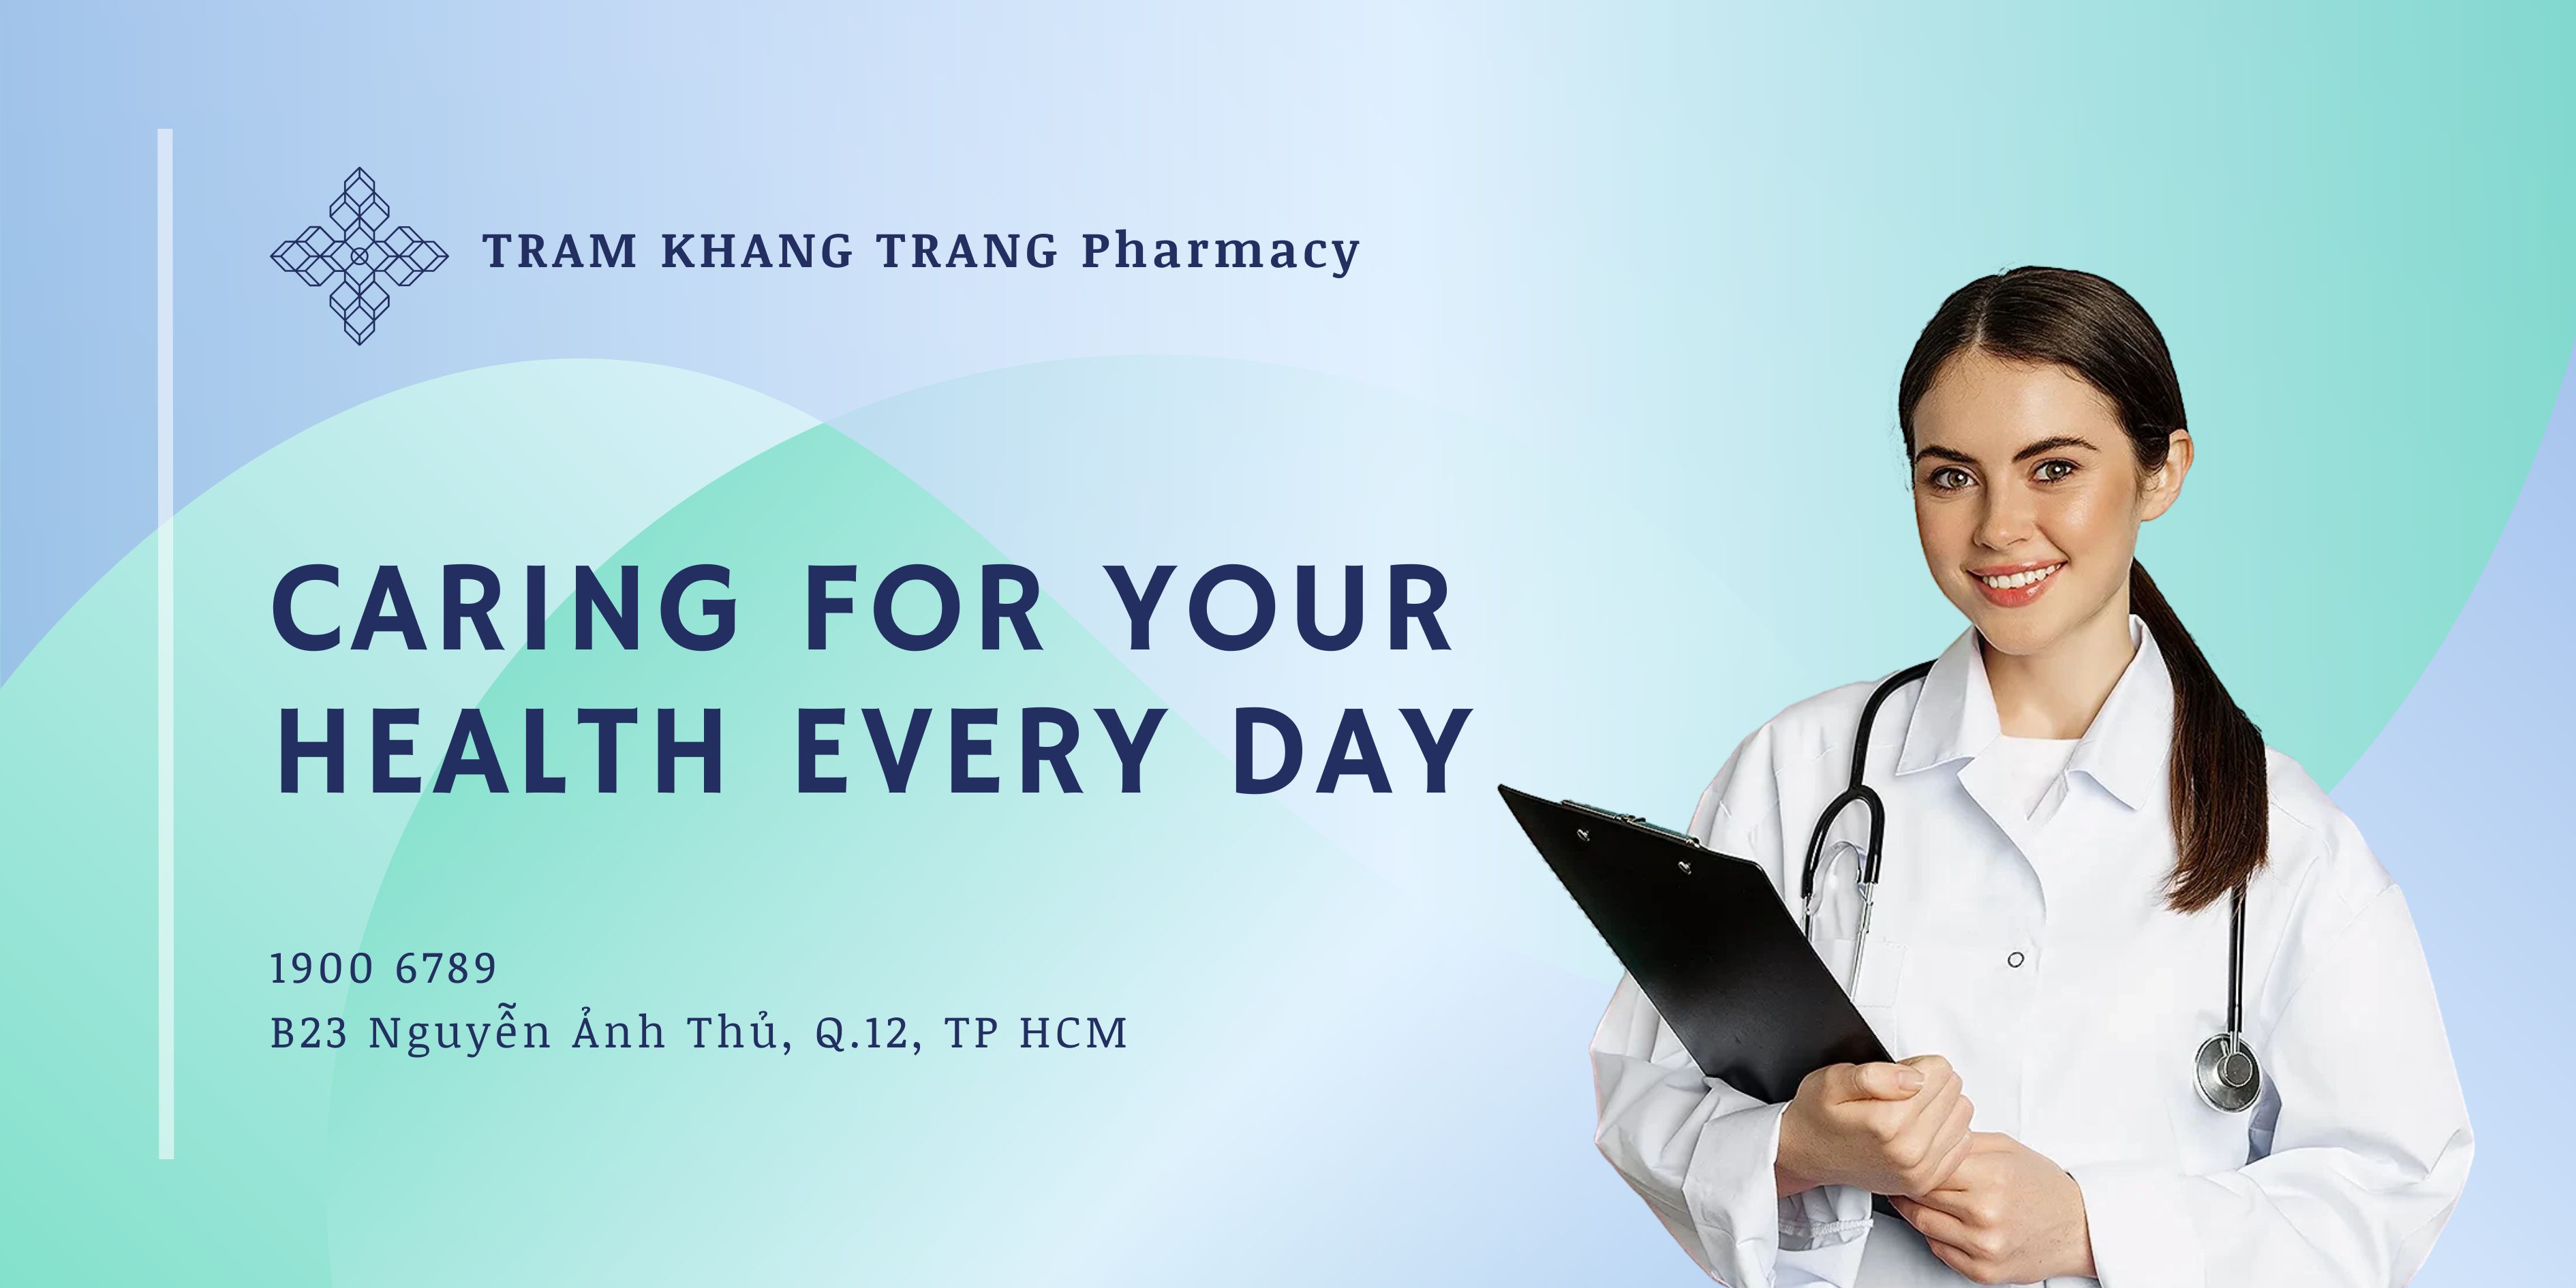 TRAM KHANG TRANG Pharmacy
CARING FOR YOUR
HEALTH EVERY DAY
1900 6789
B23 Nguyễn Ảnh Thủ, Q.12, TP HCM